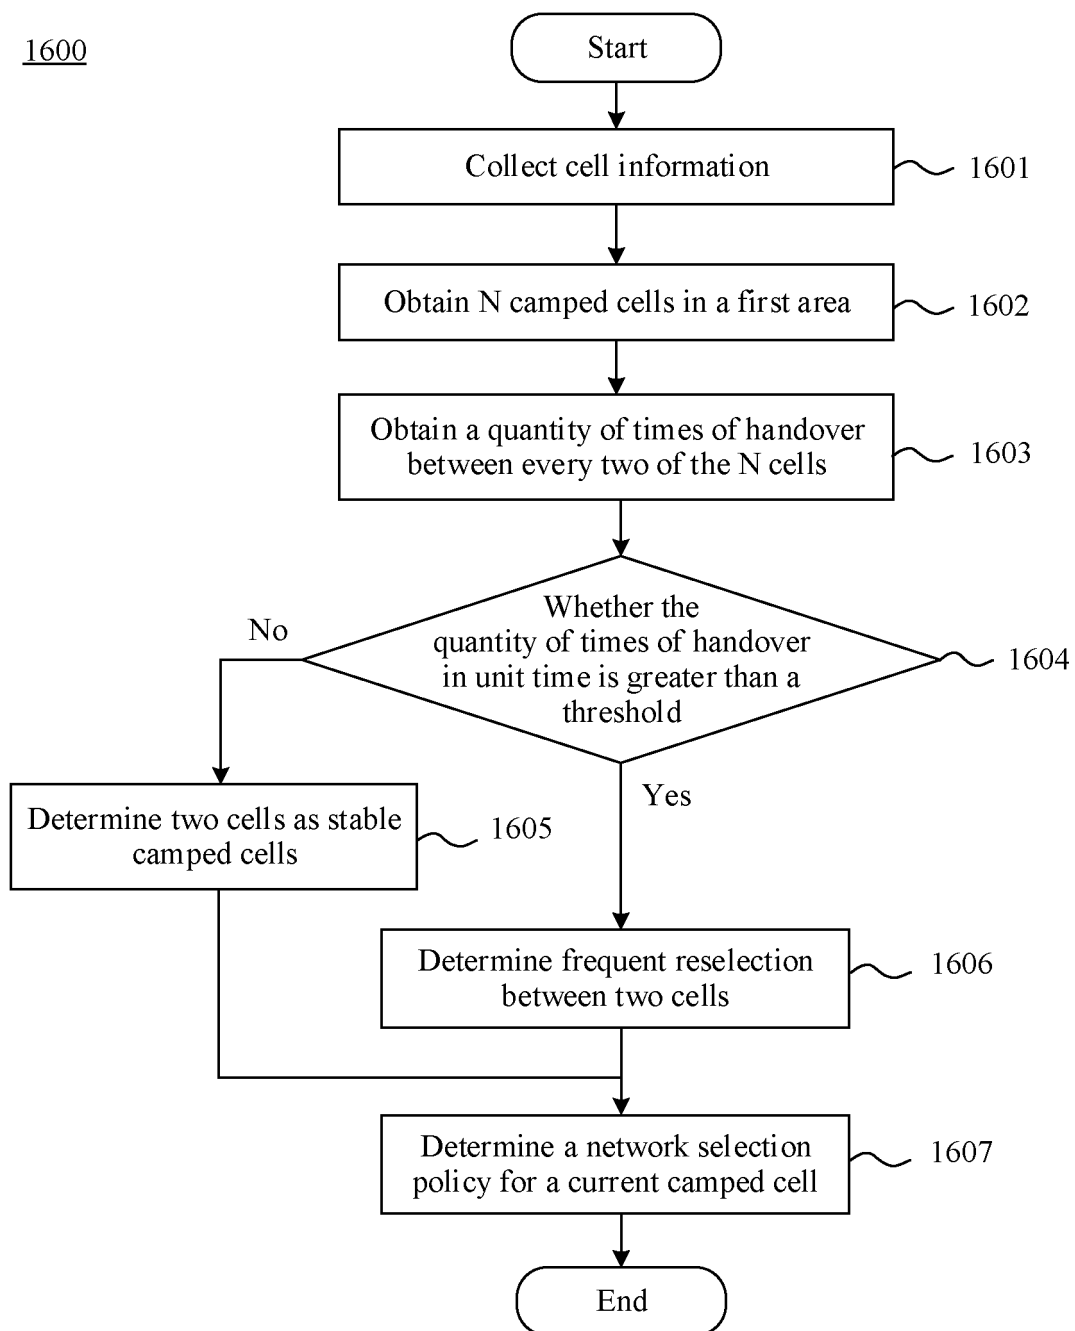 1600
Start
Collect cell information
1601
Obtain N camped cells in a first area
1602
Obtain a quantity of times of handover
between every two of the N cells
1603
Whether the
quantity of times of handover
in unit time is greater than a
threshold
1604
No
Yes
Determine two cells as stable
camped cells
1605
Determine frequent reselection
between two cells
1606
Determine a network selection
policy for a current camped cell
1607
End